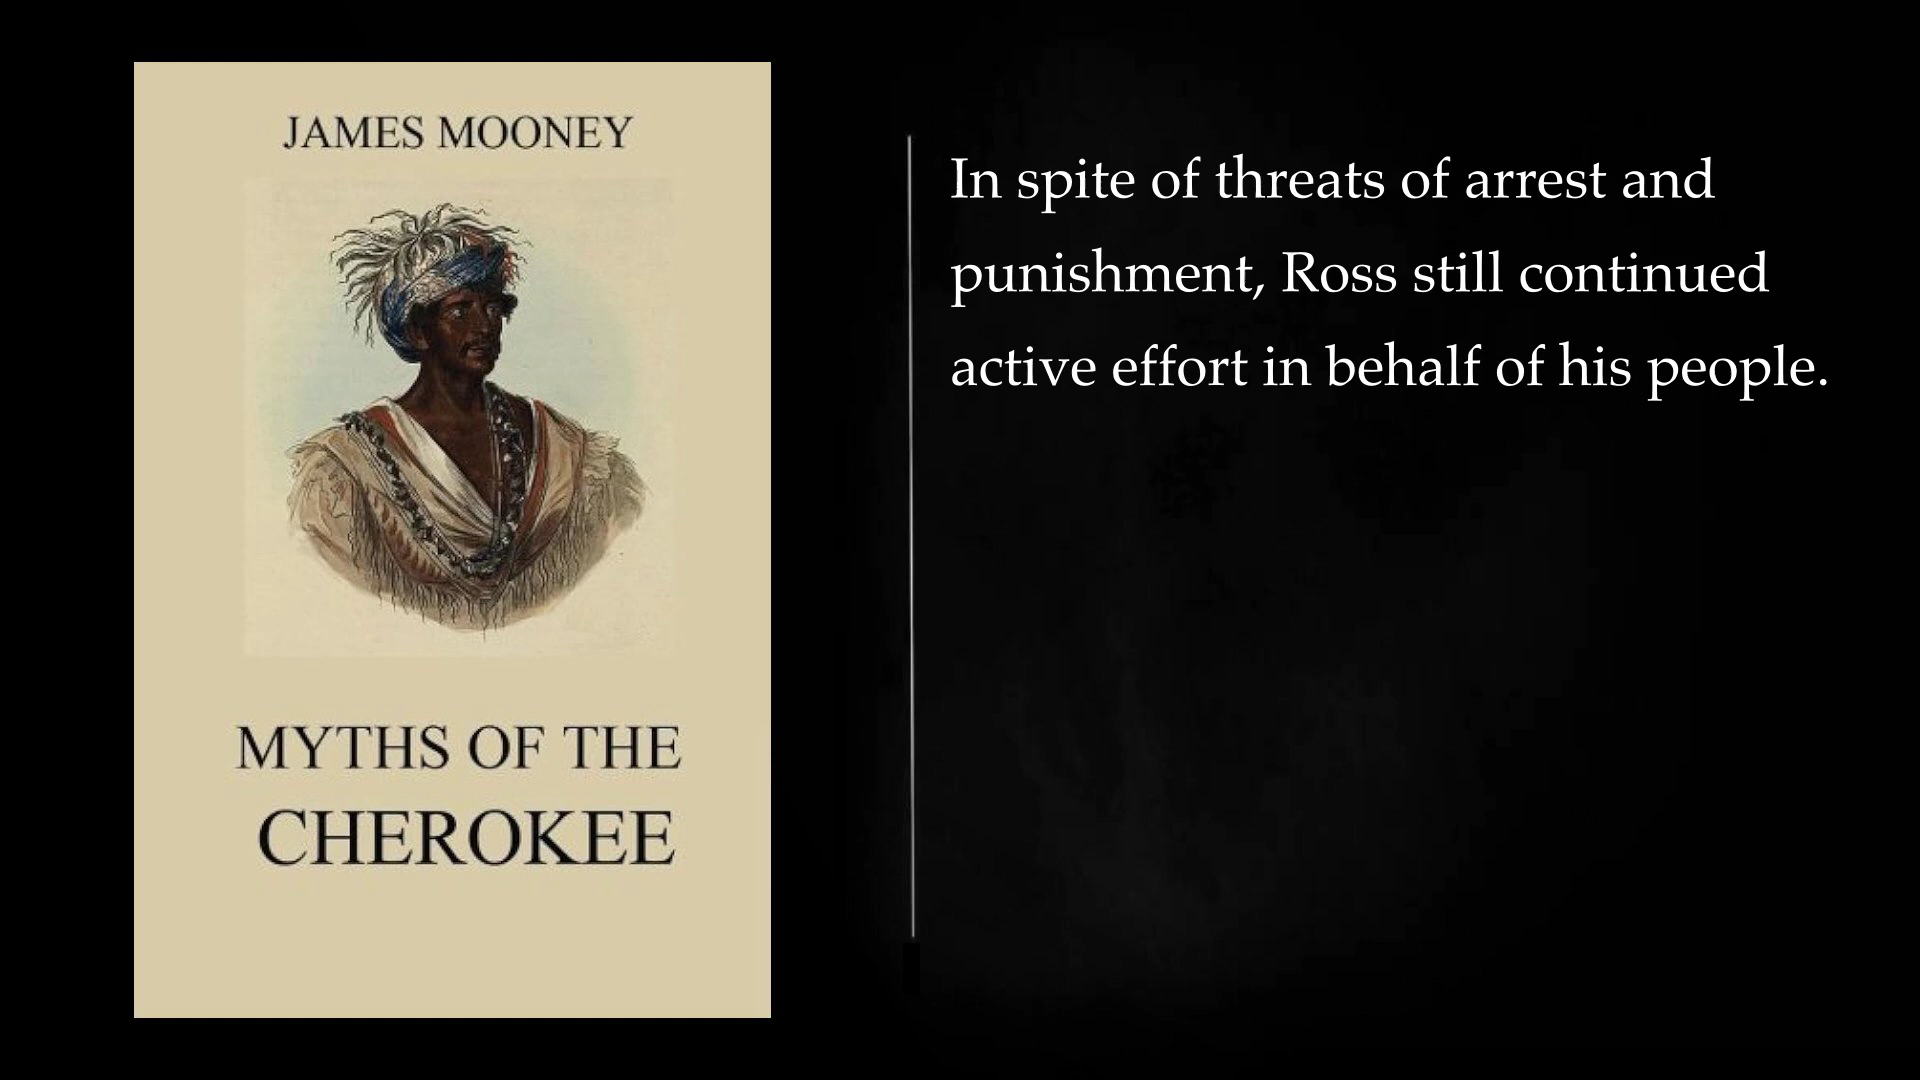 JAMES MOONEY
MYTHS OF THE
CHEROKEE
In spite of threats of arrest and
punishment, Ross still continued
active effort in behalf of his people.